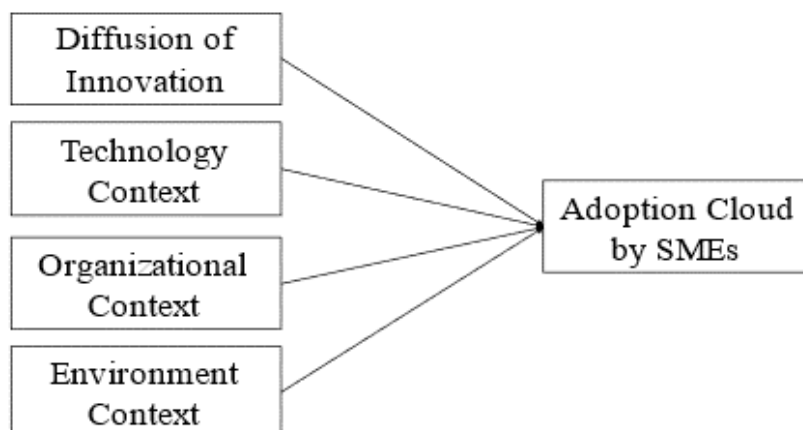 Diffusion of
Innovation
Technology
Context
Organizational
Context
Environment
Context
Adoption Cloud
by SMEs